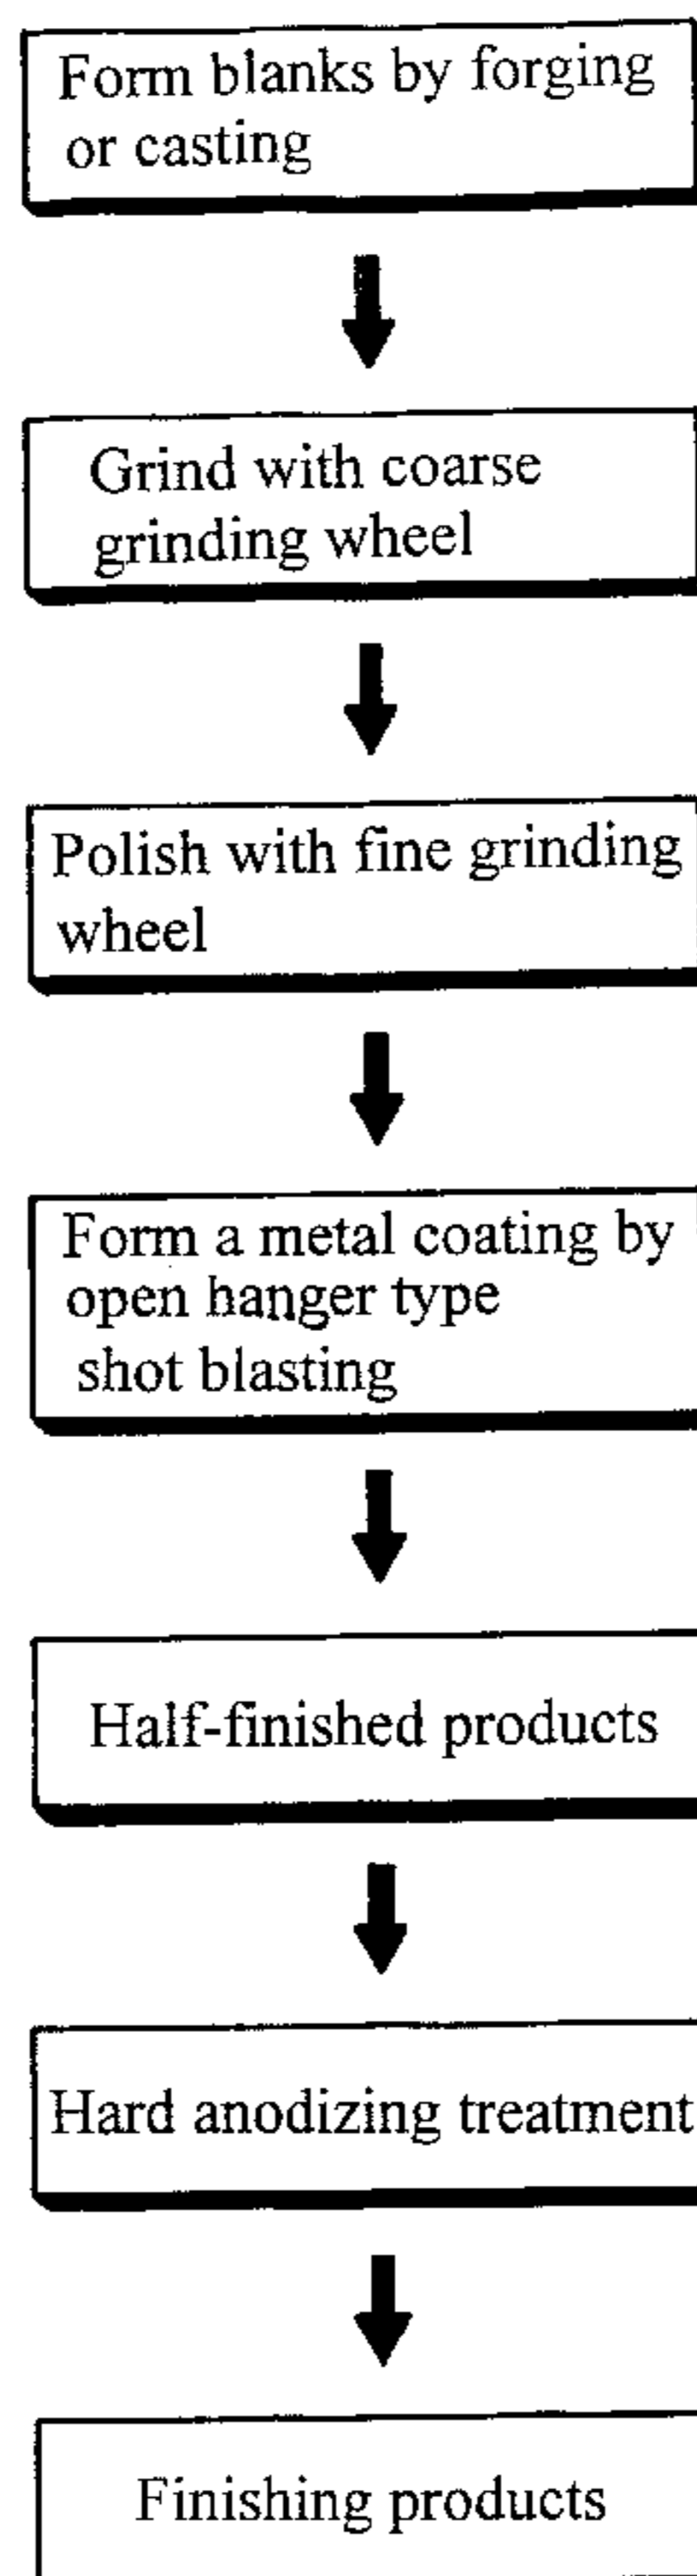 Form blanks by forging
or casting
Grind with coarse
grinding wheel
Polish with fine grinding
wheel
Form a metal coating by
open hanger type
shot blasting
Half-finished products
Hard anodizing treatment
Finishing products